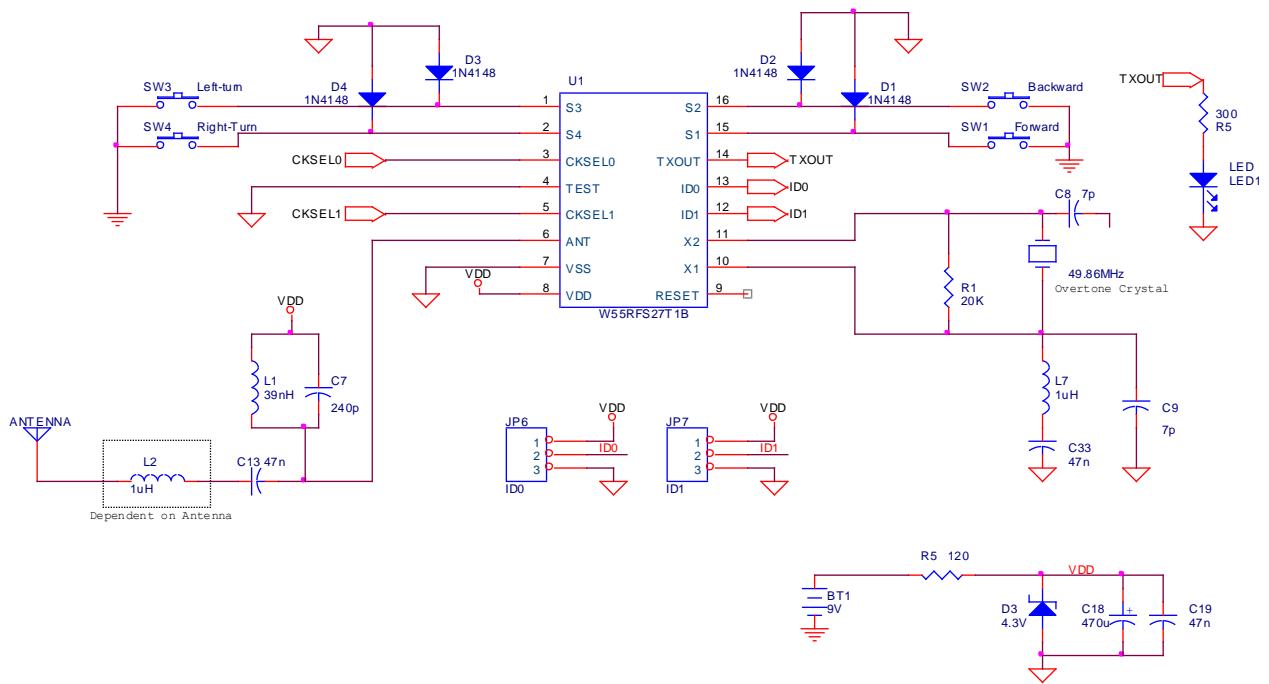 D3
1N4148
D4
1N4148
SW3 Left-turn
SW4 Right-Turn
CKSEL0
CKSEL1
U1
1 S3
2 S4
3 CKSEL0
4 TEST
5 CKSEL1
6 ANT
7 VSS
8 VDD
S2 16
S1 15
TXOUT 14
ID0 13
ID1 12
X2 11
X1 10
RESET 9
W55RFS27T1B
VDD
D2
1N4148
D1
1N4148
SW2 Backward
SW1 Forward
TXOUT
ID0
ID1
TXOUT
300
R5
LED
LED1
C8 7p
R1
20K
49.86MHz
Overtone Crystal
L7
1uH
C33
47n
C9
7p
VDD
L1
39nH
C7
240p
ANTENNA
L2
1uH
C13 47n
Dependent on Antenna
JP6
VDD
1
2
3
ID0
ID0
JP7
VDD
1
2
3
ID1
ID1
R5 120
VDD
BT1
9V
D3
4.3V
C18
+
470u
C19
47n